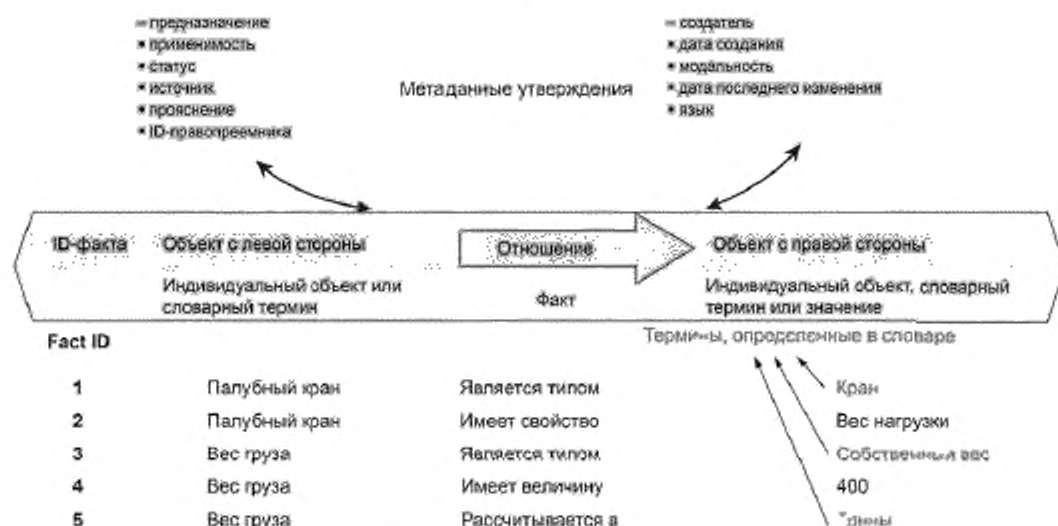 предназначение
применимость
статус
источник
прояснение
ID-правопреемника
Метаданные утверждения
создатель
дата создания
модальность
дата последнего изменения
язык
ID-факта Объект с левой стороны Отношение Объект с правой стороны
Индивидуальный объект или словарный термин
Факт
Индивидуальный объект, словарный термин или значение
Термины, определенные в словаре
Fact ID
1 Палубный кран Является типом Кран
2 Палубный кран Имеет свойство Вес нагрузки
3 Вес груза Является типом Собственный вес
4 Вес груза Имеет величину 400
5 Вес груза Рассчитывается в